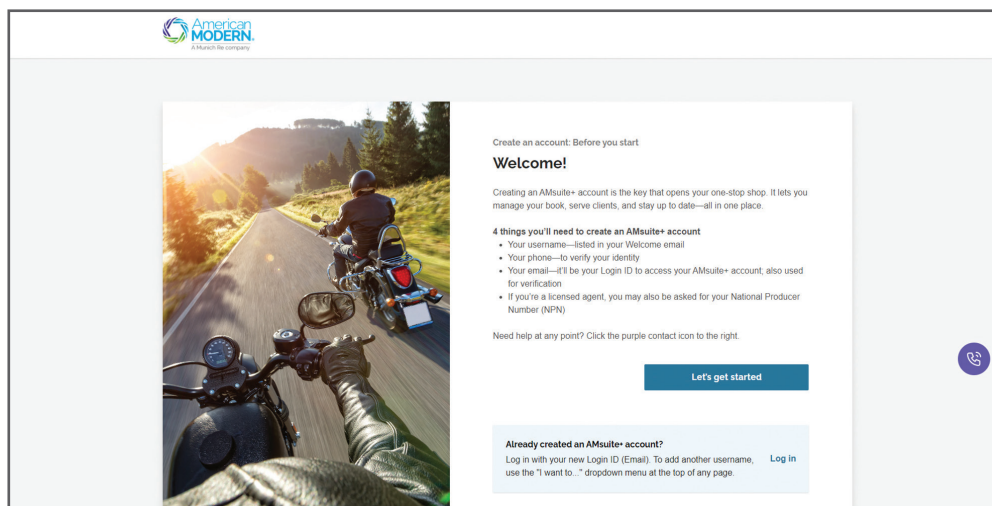 American
MODERN.
A Munich Re company
Create an account: Before you start
Welcome!
Creating an AMsuite+ account is the key that opens your one-stop shop. It lets you
manage your book, serve clients, and stay up to date—all in one place.
4 things you'll need to create an AMsuite+ account
• Your username—listed in your Welcome email
• Your phone—to verify your identity
• Your email—it'll be your Login ID to access your AMsuite+ account; also used
for verification
• If you're a licensed agent, you may also be asked for your National Producer
Number (NPN)
Need help at any point? Click the purple contact icon to the right.
Let's get started
Already created an AMsuite+ account?
Log in with your new Login ID (Email). To add another username,
use the "I want to..." dropdown menu at the top of any page.
Log in